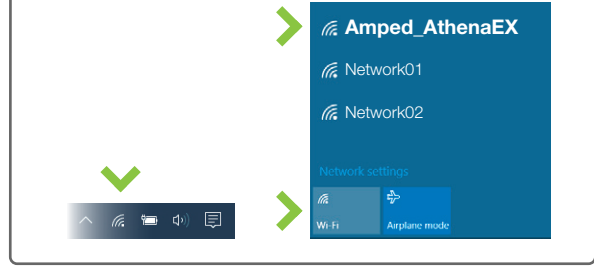 Amped_AthenaEX
Network01
Network02
Network settings
Wi-Fi
Airplane mode